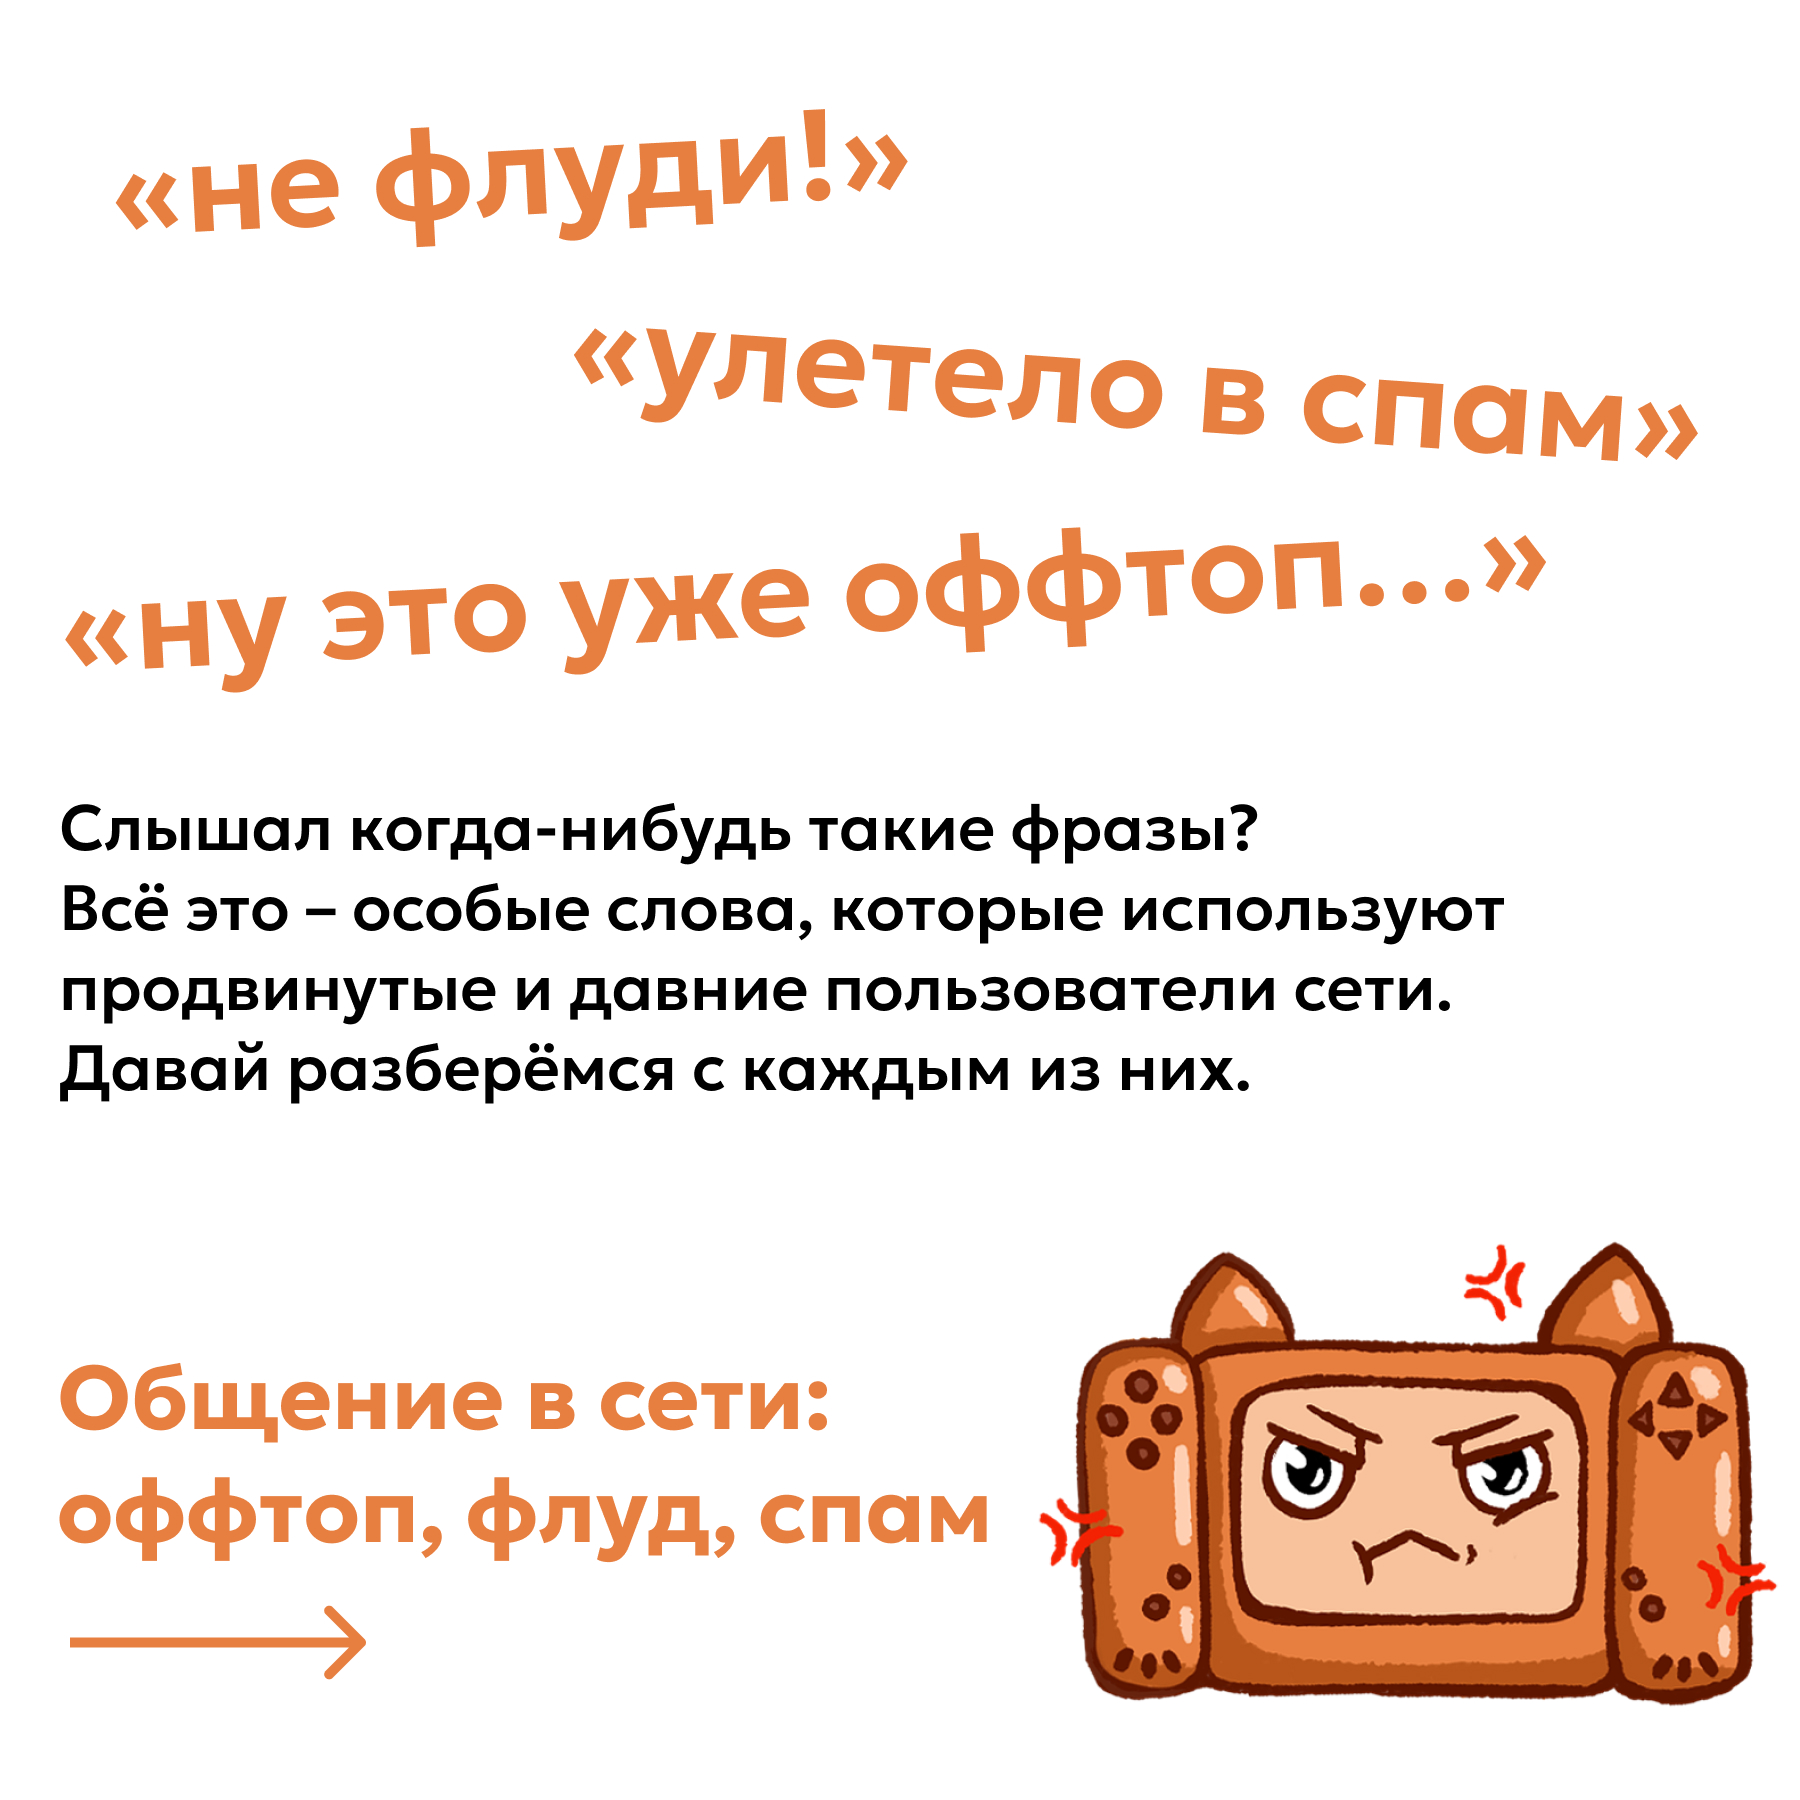 «не флуди!»
«улетело в спам»
«ну это уже оффтоп...»
Слышал когда-нибудь такие фразы?
Всё это – особые слова, которые используют
продвинутые и давние пользователи сети.
Давай разберёмся с каждым из них.
Общение в сети:
оффтоп, флуд, спам